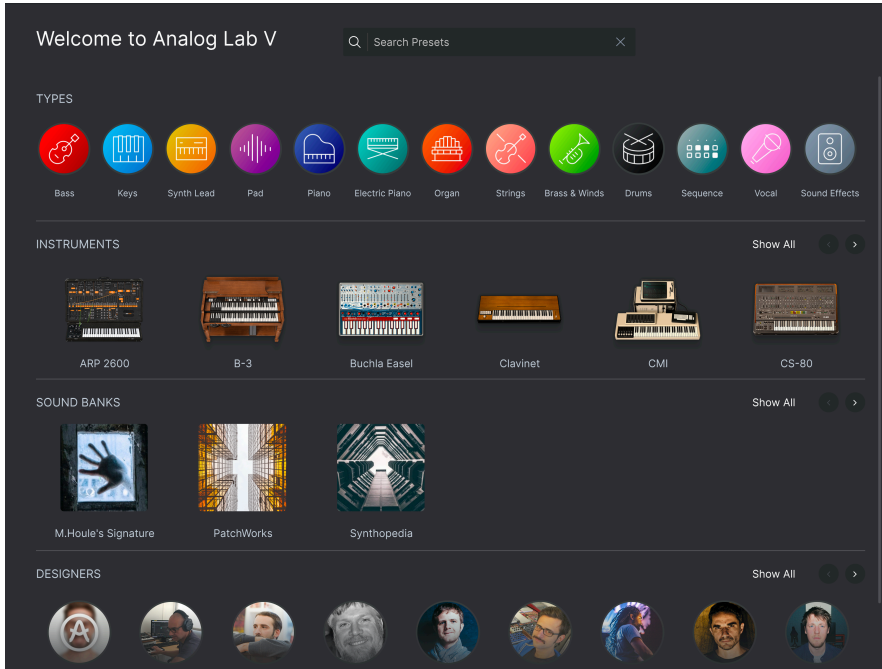 Welcome to Analog Lab V
Search Presets
TYPES
Bass
Keys
Synth Lead
Pad
Piano
Electric Piano
Organ
Strings
Brass & Winds
Drums
Sequence
Vocal
Sound Effects
INSTRUMENTS
Show All
ARP 2600
B-3
Buchla Easel
Clavinet
CMI
CS-80
SOUND BANKS
Show All
M.Houle's Signature
PatchWorks
Synthopedia
DESIGNERS
Show All